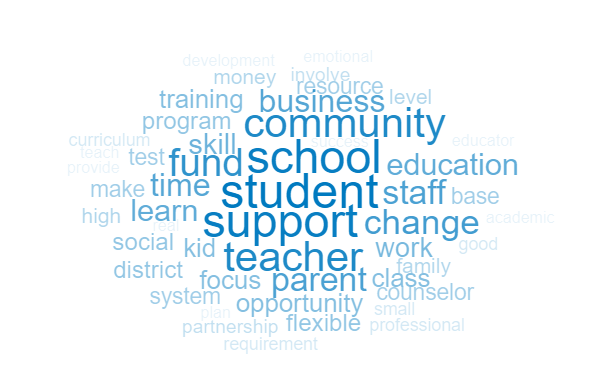 development emotional
money involve
resource
training business level
program community
curriculum skill success educator
teach test fund school education
provide
make time student staff base
high learn support change academic
real
social kid teacher work good
district focus parent class family
system opportunity counselor
plan small
partnership flexible professional
requirement